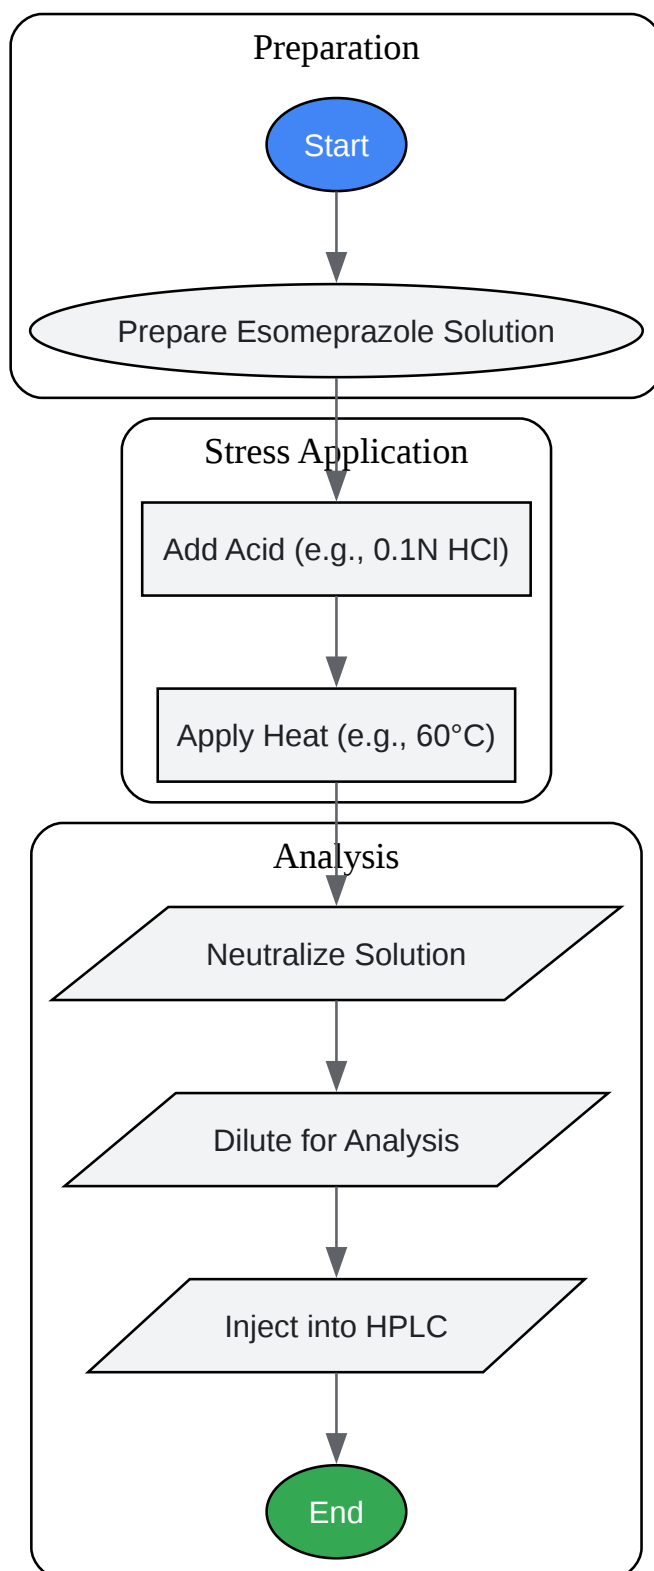 Preparation
Start
Prepare Esomeprazole Solution
Stress Application
Add Acid (e.g., 0.1N HCl)
Apply Heat (e.g., 60°C)
Analysis
Neutralize Solution
Dilute for Analysis
Inject into HPLC
End